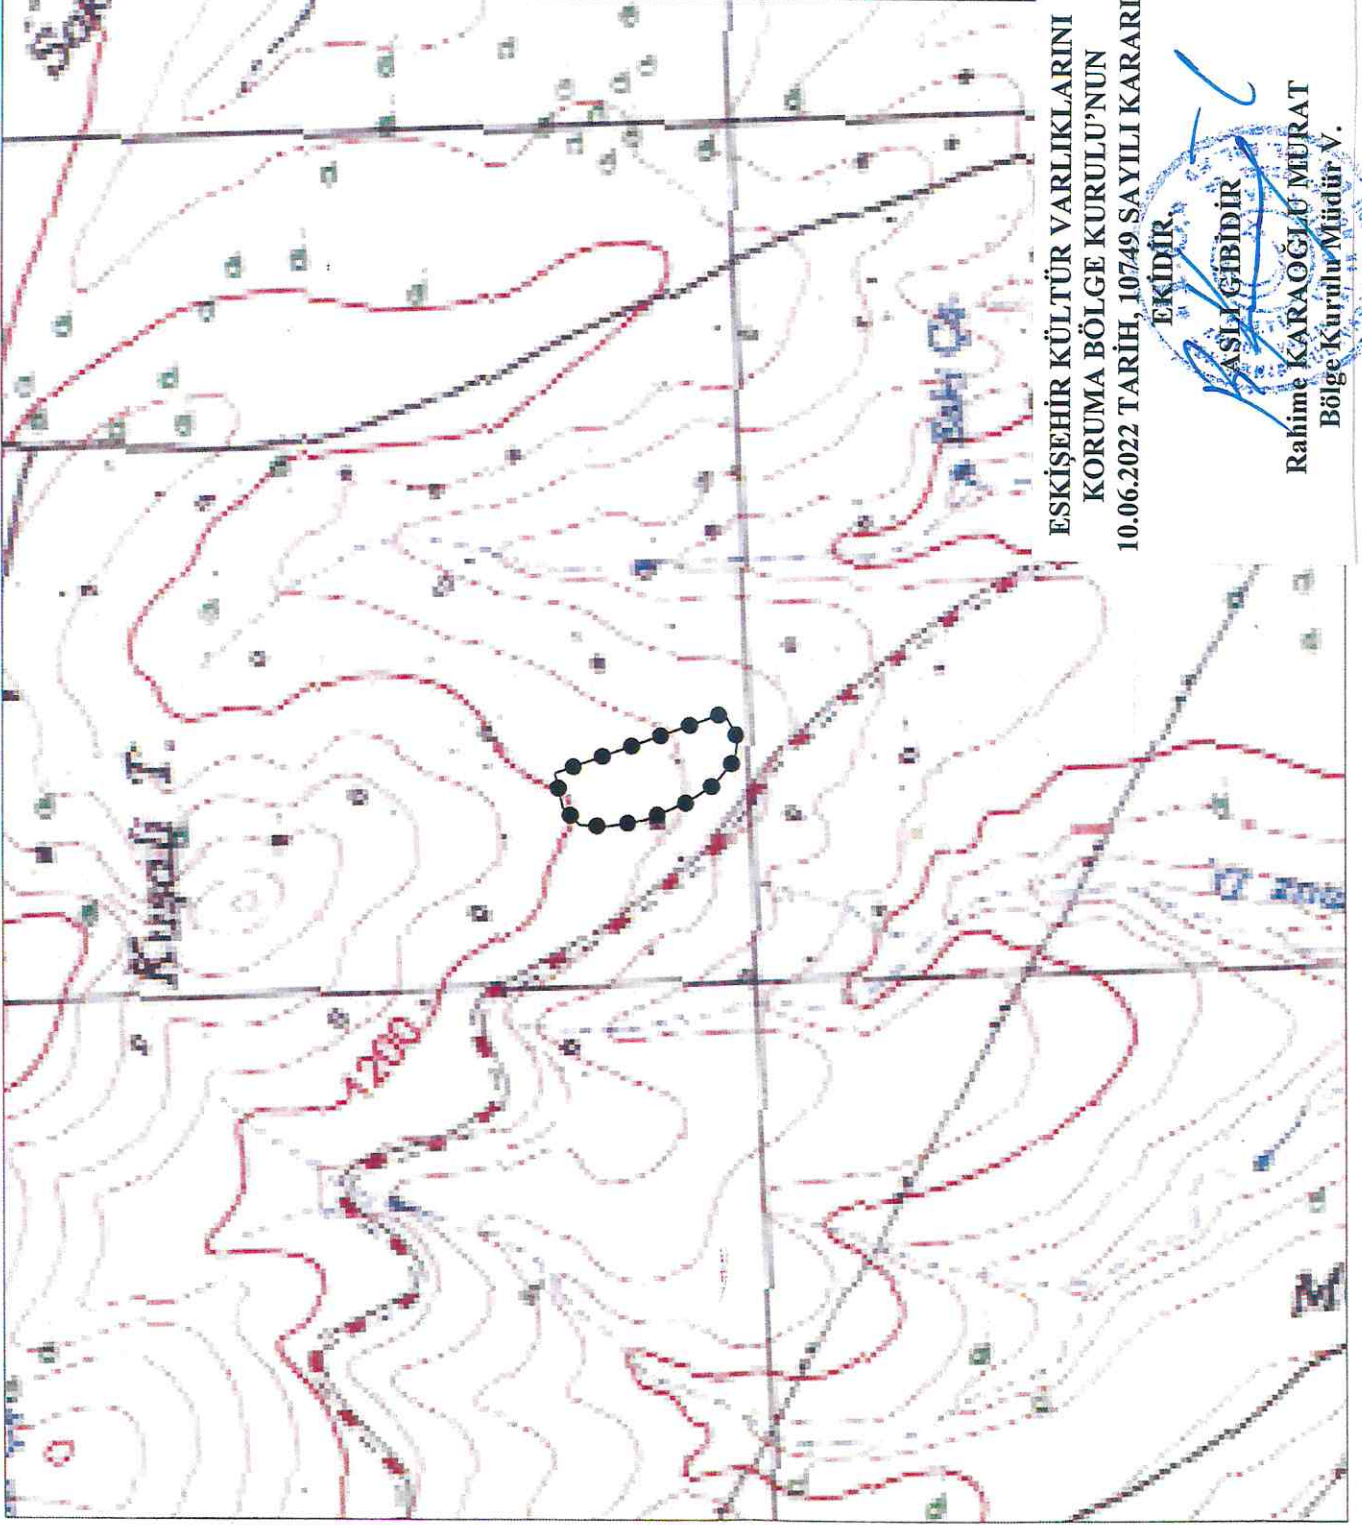 ESKİŞEHİR KÜLTÜR VARLIKLARINI
KORUMA BÖLGE KURULU'NUN
10.06.2022 TARİH, 10749 SAYILI KARARI
EKİDİR.
ASLI GİBİDİR
Rahime KARAOĞLU MURAT
Bölge Kurulu Müdür V.
1200
M